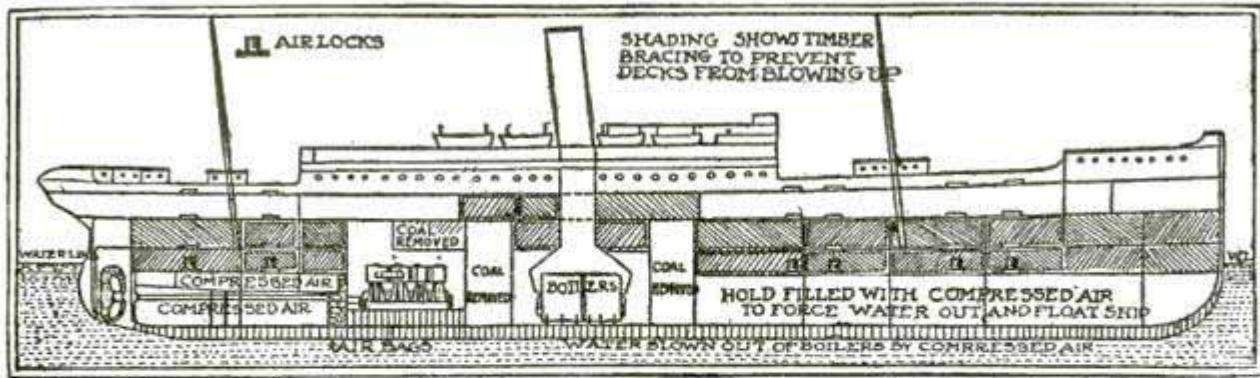 AIR LOCKS
SHADING SHOWS TIMBER
BRACING TO PREVENT
DECKS FROM BLOWING UP
COAL
REMOVED
WATER LINE
COMPRESSED AIR
COMPRESSED AIR
COAL
REMOVED
BOILERS
COAL
REMOVED
HOLD FILLED WITH COMPRESSED AIR
TO FORCE WATER OUT AND FLOAT SHIP
AIR BAGS
WATER BLOWN OUT OF BOILERS BY COMPRESSED AIR